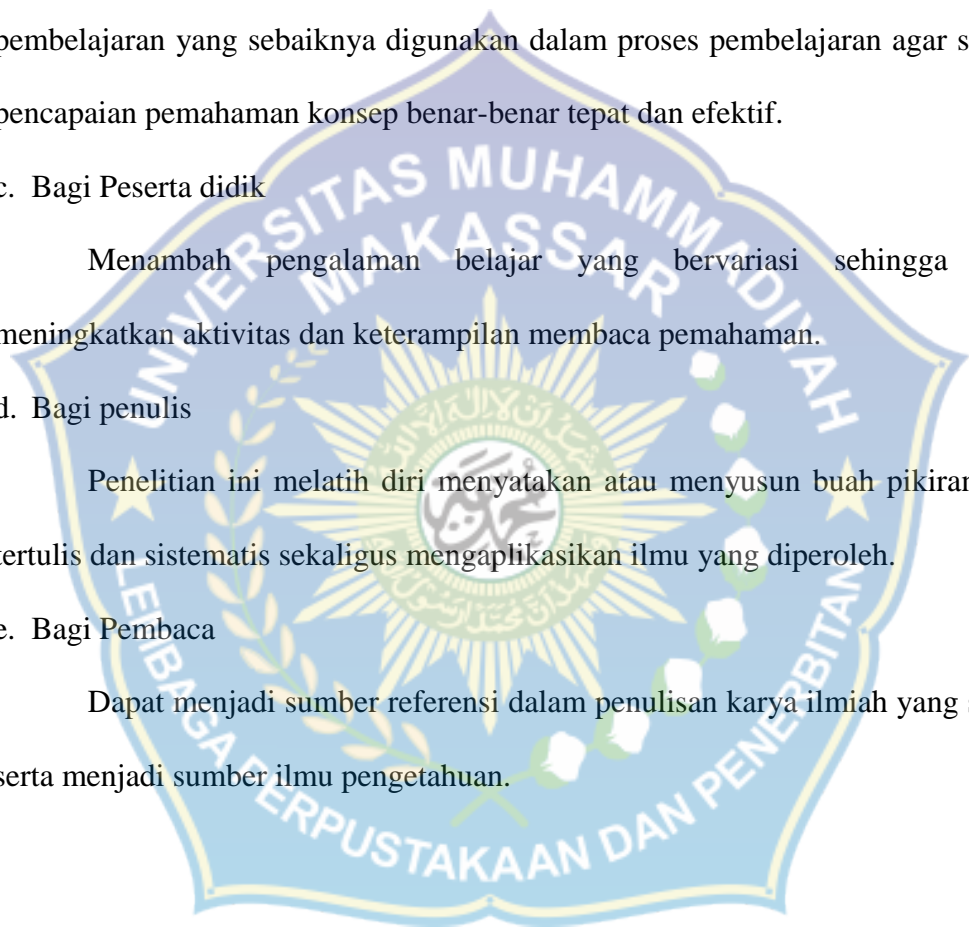 pembelajaran yang sebaiknya digunakan dalam proses pembelajaran agar s
pencapaian pemahaman konsep benar-benar tepat dan efektif.
c. Bagi Peserta didik
Menambah pengalaman belajar yang bervariasi sehingga
meningkatkan aktivitas dan keterampilan membaca pemahaman.
d. Bagi penulis
Penelitian ini melatih diri menyatakan atau menyusun buah pikiran
tertulis dan sistematis sekaligus mengaplikasikan ilmu yang diperoleh.
e. Bagi Pembaca
Dapat menjadi sumber referensi dalam penulisan karya ilmiah yang
serta menjadi sumber ilmu pengetahuan.
UNIVERSITAS MUHAMMADIYAH
MAKASSAR
LEMBAGA PERPUSTAKAAN DAN PENERBITAN